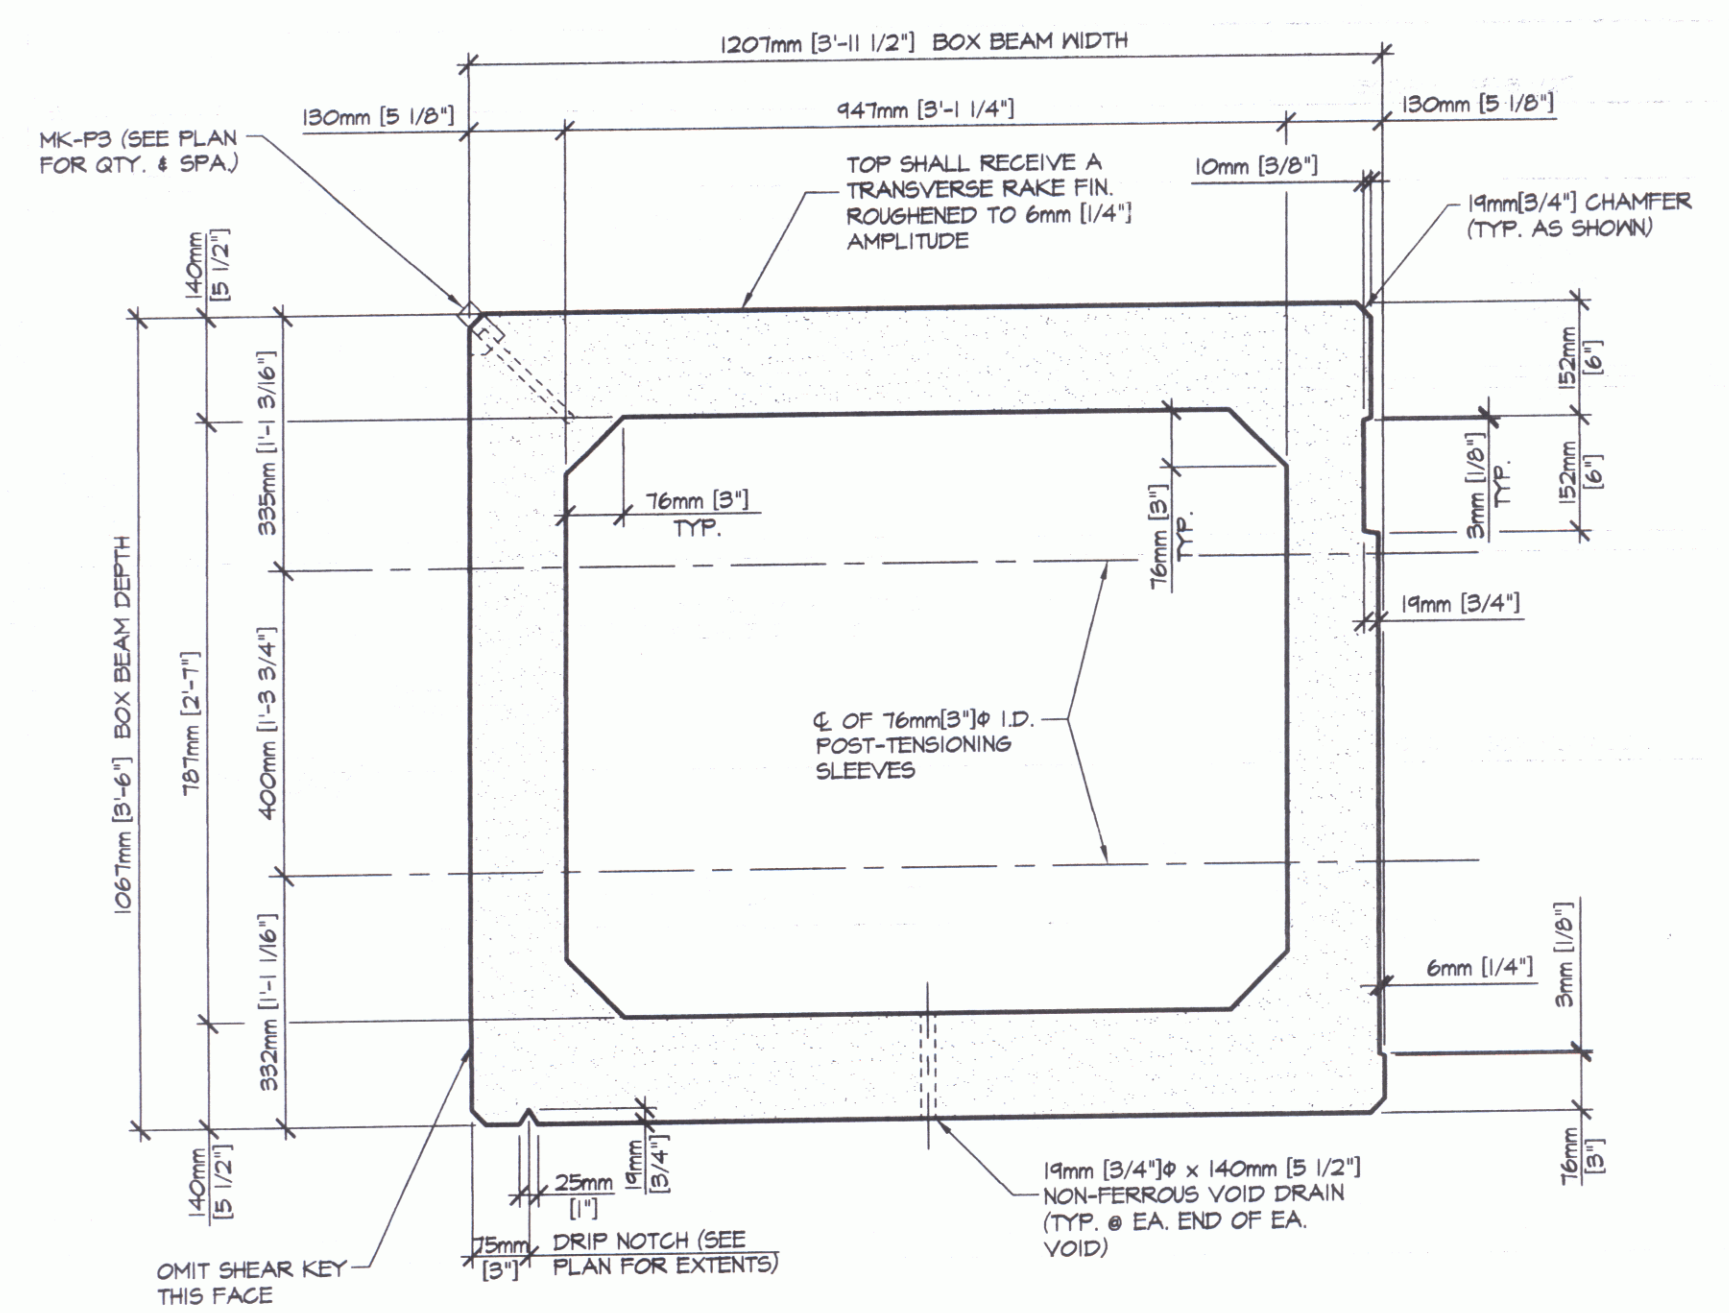 1207mm [3'-11 1/2"] BOX BEAM WIDTH
130mm [5 1/8"]
947mm [3'-1 1/4"]
130mm [5 1/8"]
MK-P3 (SEE PLAN
FOR QTY. & SPA.)
TOP SHALL RECEIVE A
TRANSVERSE RAKE FIN.
ROUGHENED TO 6mm [1/4"]
AMPLITUDE
10mm [3/8"]
19mm[3/4"] CHAMFER
(TYP. AS SHOWN)
140mm
[5 1/2"]
152mm
[6"]
152mm
[6"]
3mm [1/8"]
TYP.
335mm [1'-1 3/16"]
76mm [3"]
TYP.
76mm [3"]
TYP.
19mm [3/4"]
1067mm [3'-6"] BOX BEAM DEPTH
787mm [2'-7"]
400mm [1'-3 3/4"]
℄ OF 76mm[3"]Φ I.D.
POST-TENSIONING
SLEEVES
332mm [1'-1 1/16"]
6mm [1/4"]
3mm [1/8"]
76mm
[3"]
140mm
[5 1/2"]
19mm
[3/4"]
25mm
[1"]
75mm
[3"]
DRIP NOTCH (SEE
PLAN FOR EXTENTS)
19mm [3/4"]Φ x 140mm [5 1/2"]
NON-FERROUS VOID DRAIN
(TYP. @ EA. END OF EA.
VOID)
OMIT SHEAR KEY
THIS FACE